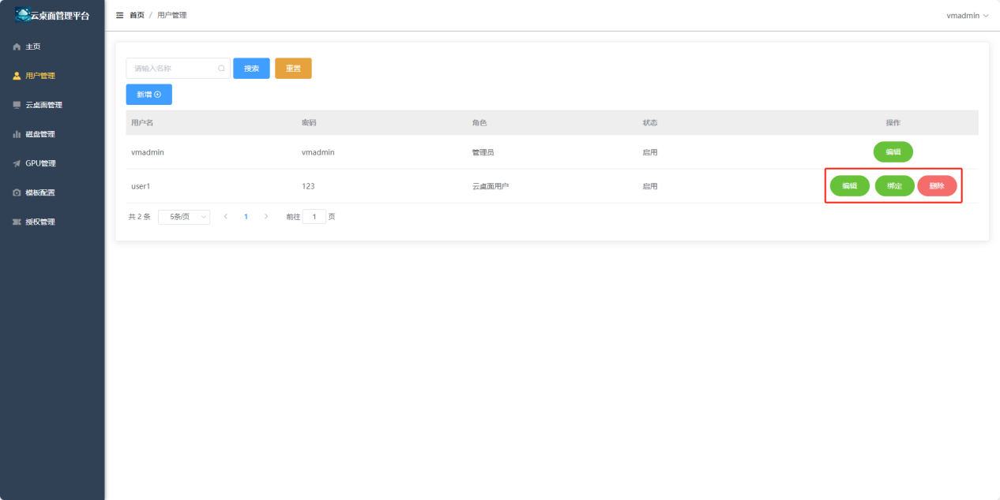 云桌面管理平台
首页 / 用户管理
vmadmin
主页
用户管理
云桌面管理
磁盘管理
GPU管理
模板配置
授权管理
请输入名称 搜索 重置
新增
用户名 密码 角色 状态 操作
vmadmin vmadmin 管理员 启用 编辑
user1 123 云桌面用户 启用 编辑 绑定 删除
共 2 条 5条/页 < 1 > 前往 1 页